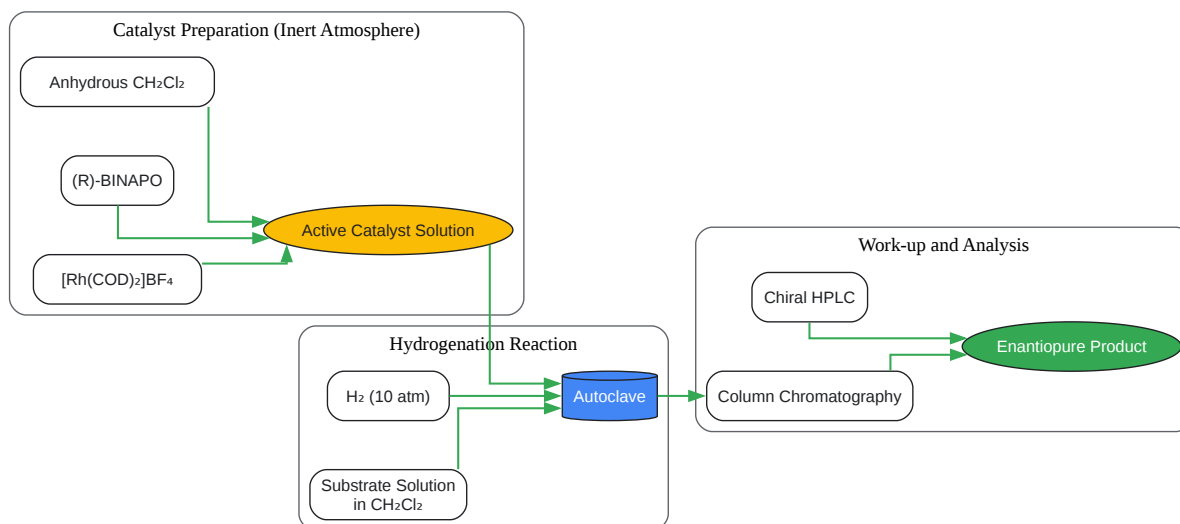 Catalyst Preparation (Inert Atmosphere)
Anhydrous CH₂Cl₂
(R)-BINAPO
Active Catalyst Solution
[Rh(COD)₂]BF₄
Hydrogenation Reaction
H₂ (10 atm)
Autoclave
Substrate Solution
in CH₂Cl₂
Work-up and Analysis
Chiral HPLC
Enantiopure Product
Column Chromatography